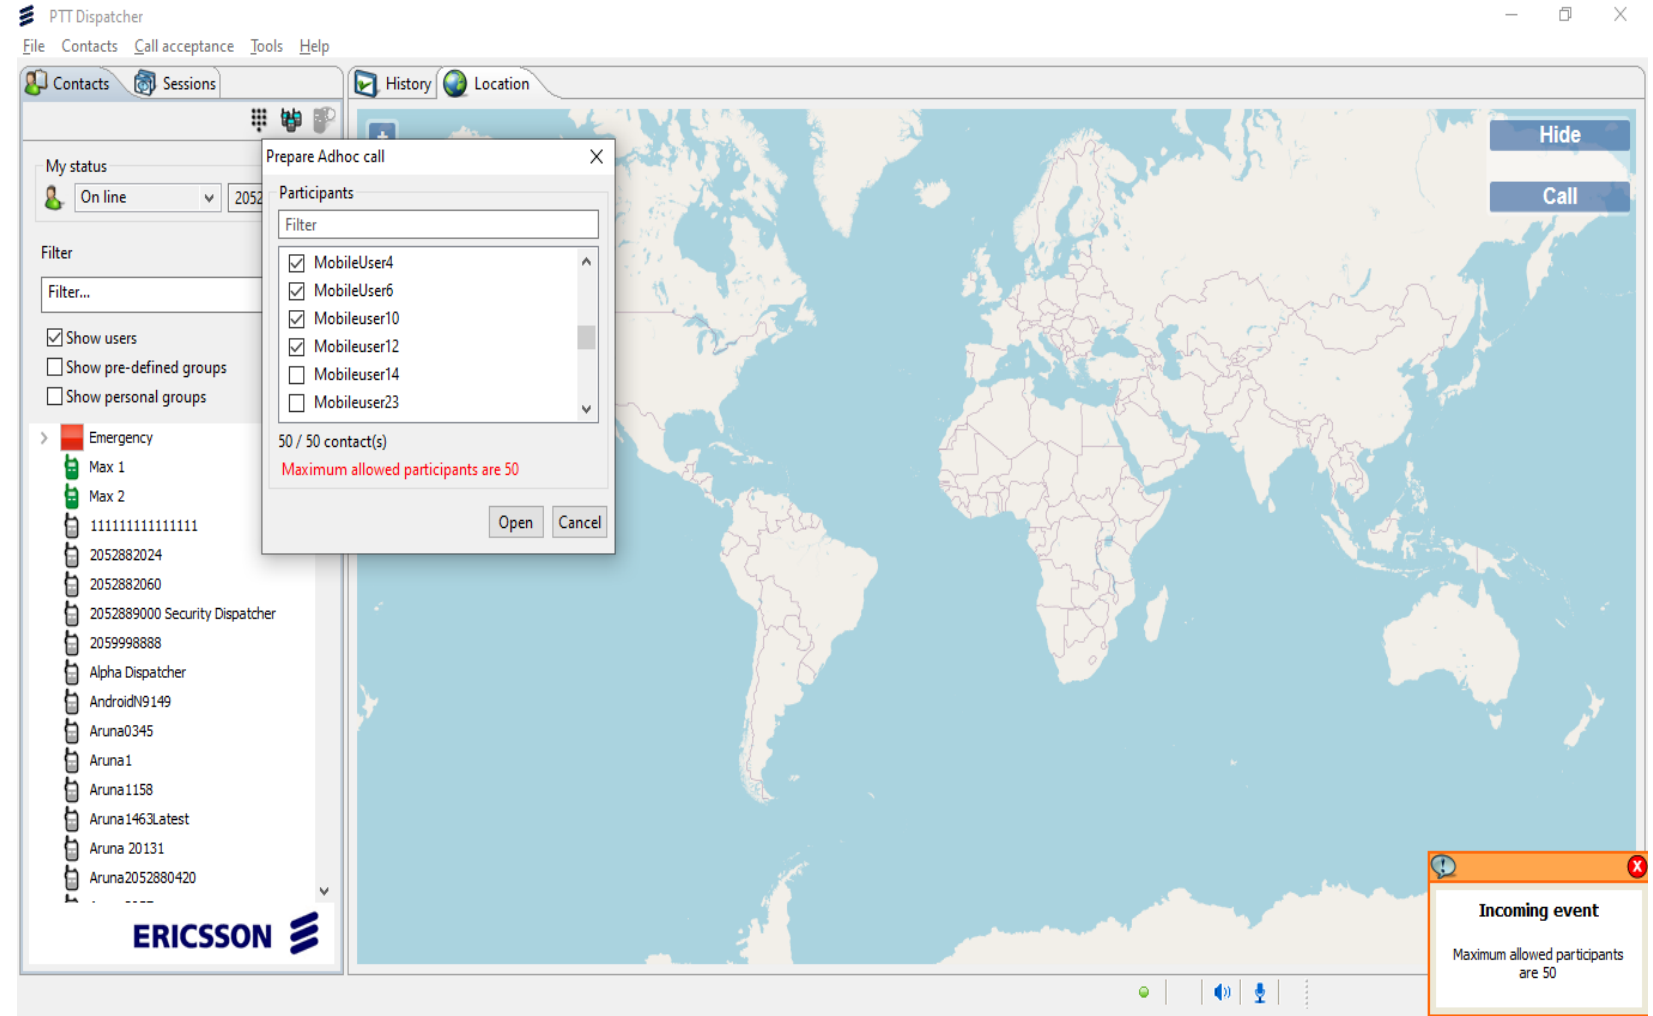 PTT Dispatcher
File Contacts Call acceptance Tools Help
Contacts Sessions
History Location
My status
On line 2052
Filter
Filter...
Show users
Show pre-defined groups
Show personal groups
Emergency
Max 1
Max 2
111111111111111
2052882024
2052882060
2052889000 Security Dispatcher
2059998888
Alpha Dispatcher
AndroidN9149
Aruna0345
Aruna1
Aruna1158
Aruna1463Latest
Aruna 20131
Aruna2052880420
ERICSSON
Prepare Adhoc call
Participants
Filter
MobileUser4
MobileUser6
Mobileuser10
Mobileuser12
Mobileuser14
Mobileuser23
50 / 50 contact(s)
Maximum allowed participants are 50
Open Cancel
Hide
Call
Incoming event
Maximum allowed participants
are 50